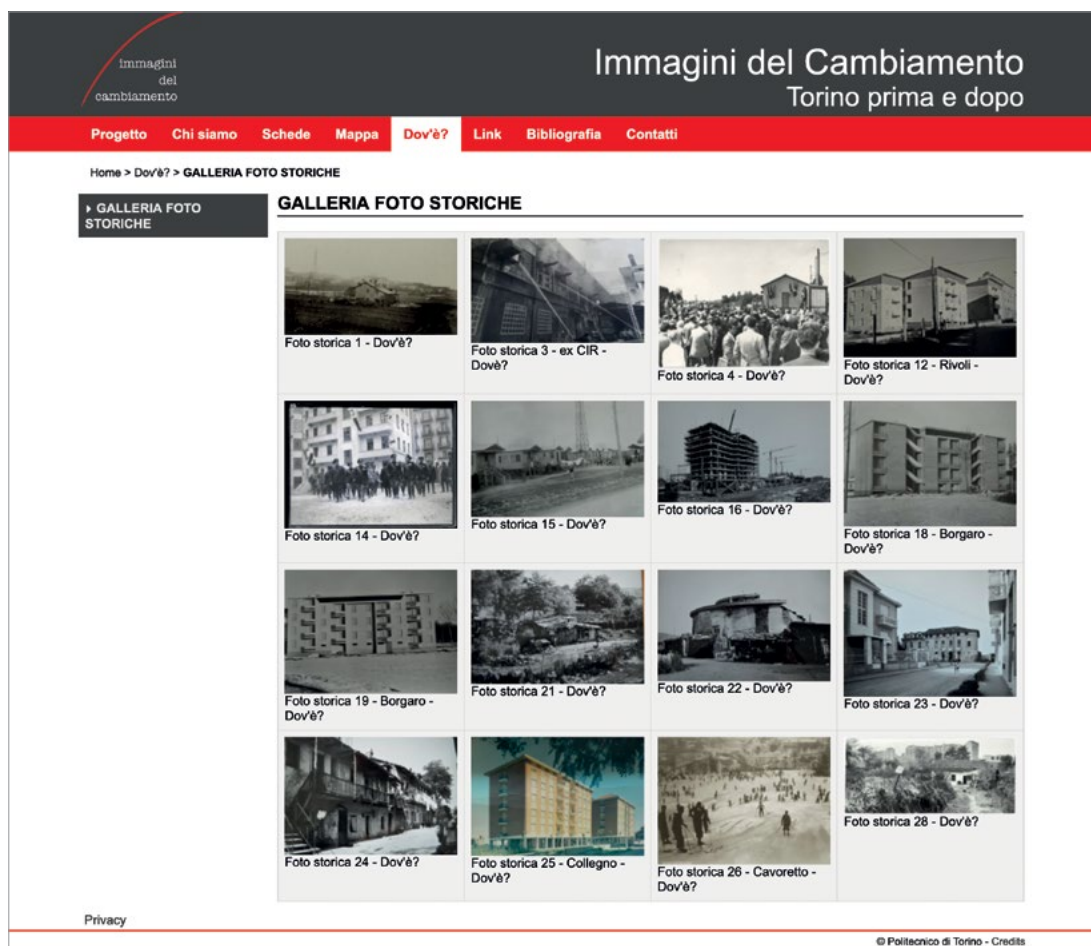 immagini
del
cambiamento
Immagini del Cambiamento
Torino prima e dopo
Progetto Chi siamo Schede Mappa Dov'è? Link Bibliografia Contatti
Home > Dov'è? > GALLERIA FOTO STORICHE
GALLERIA FOTO
STORICHE
GALLERIA FOTO STORICHE
Foto storica 1 - Dov'è?
Foto storica 3 - ex CIR -
Dovè?
Foto storica 4 - Dov'è?
Foto storica 12 - Rivoli -
Dov'è?
Foto storica 14 - Dov'è?
Foto storica 15 - Dov'è?
Foto storica 16 - Dov'è?
Foto storica 18 - Borgaro -
Dov'è?
Foto storica 19 - Borgaro -
Dov'è?
Foto storica 21 - Dov'è?
Foto storica 22 - Dov'è?
Foto storica 23 - Dov'è?
Foto storica 24 - Dov'è?
Foto storica 25 - Collegno -
Dov'è?
Foto storica 26 - Cavoretto -
Dov'è?
Foto storica 28 - Dov'è?
Privacy
© Politecnico di Torino - Credits